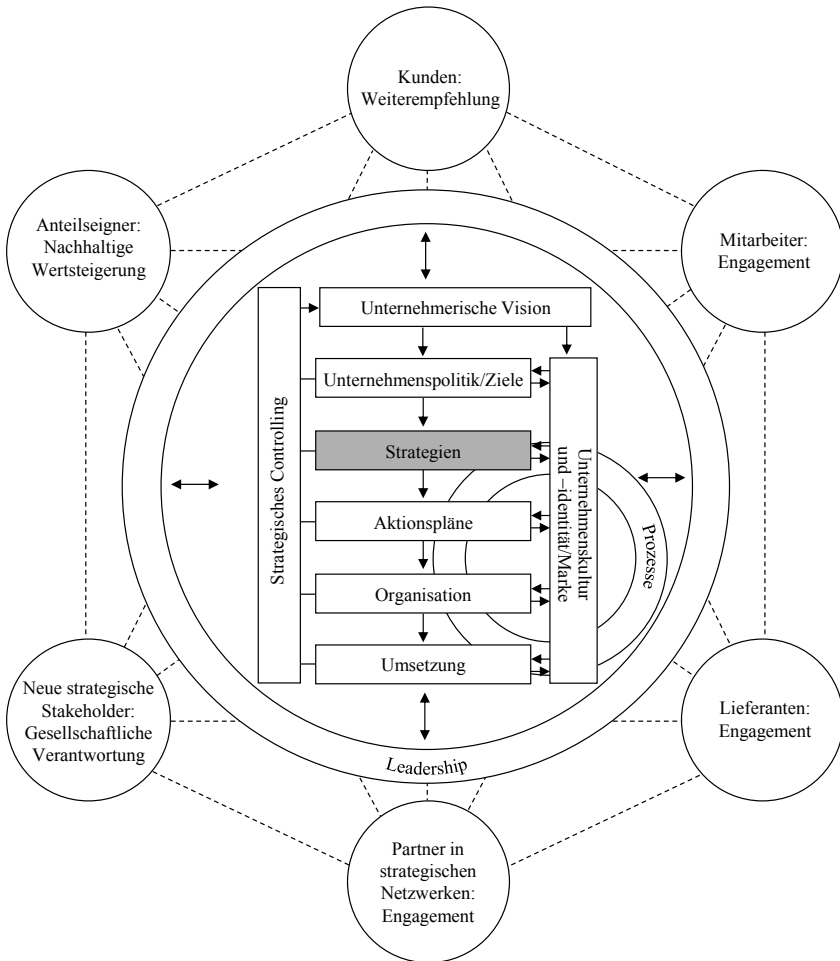 Kunden:
Weiterempfehlung
Anteilseigner:
Nachhaltige
Wertsteigerung
Mitarbeiter:
Engagement
Unternehmerische Vision
Unternehmenspolitik/Ziele
Strategien
Aktionspläne
Organisation
Umsetzung
Strategisches Controlling
Unternehmenskultur
und –identität/Marke
Prozesse
Neue strategische
Stakeholder:
Gesellschaftliche
Verantwortung
Lieferanten:
Engagement
Leadership
Partner in
strategischen
Netzwerken:
Engagement